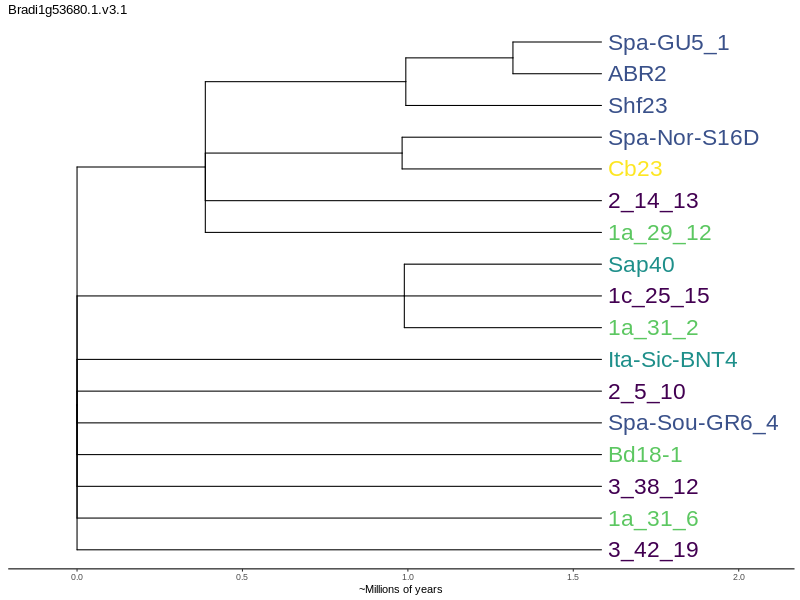 Bradi1g53680.1.v3.1
Spa-GU5_1
ABR2
Shf23
Spa-Nor-S16D
Cb23
2_14_13
1a_29_12
Sap40
1c_25_15
1a_31_2
Ita-Sic-BNT4
2_5_10
Spa-Sou-GR6_4
Bd18-1
3_38_12
1a_31_6
3_42_19
0.0 0.5 1.0 1.5 2.0
~Millions of years